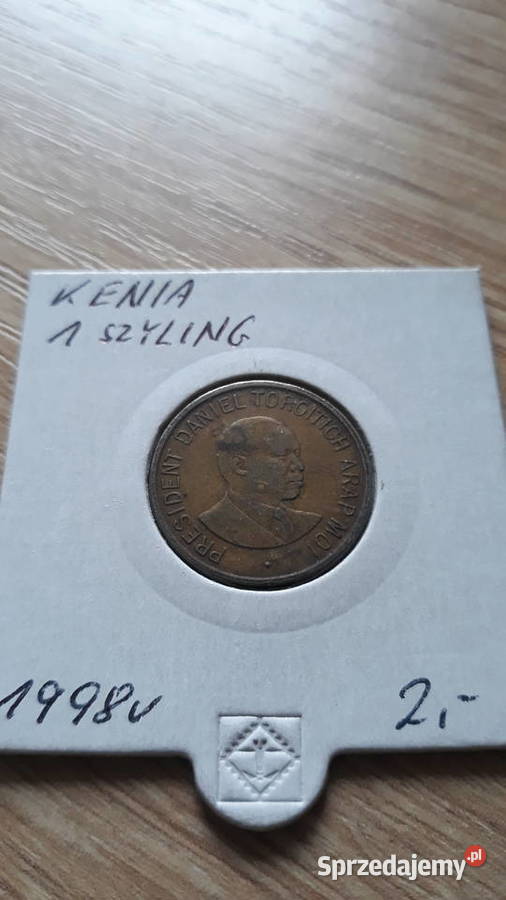 KENIA
1 SZYLING
PRESIDENT DANIEL TOROITICH ARAP MOI
1998r
2,-
Sprzedajemy.pl